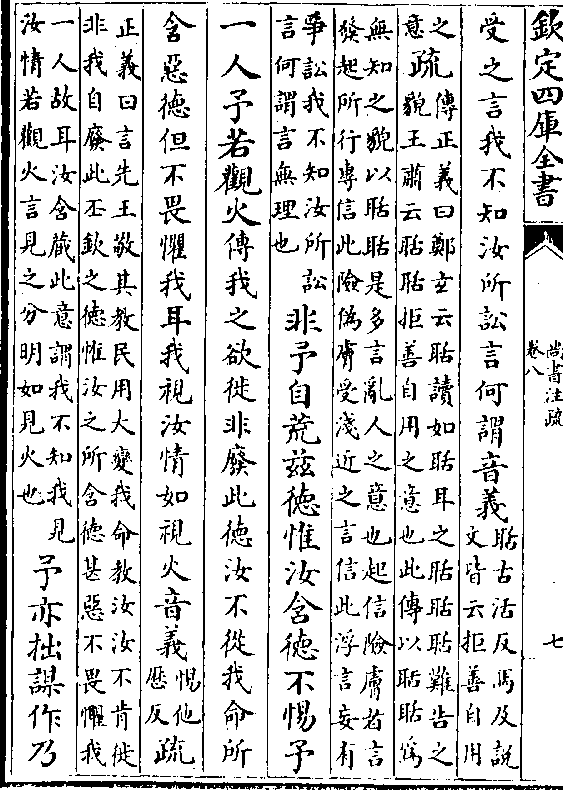 欽定四庫全書
尚書注疏
卷八
七
受之言我不知汝所訟言何謂音義聒古活反馬及說
文皆云拒善自用
之意疏傳正義曰鄭𤣥云聒讀如聒耳之聒聒聒難告之
貌王肅云聒聒拒善自用之意也此傳以聒聒為
無知之貌以聒聒是多言亂人之意也起信險膚者言
發起所行專信此險偽膚受淺近之言信此浮言妄有
爭訟我不知汝所訟
言何謂言無理也非予自荒兹德惟汝含德不惕予
一人予若觀火傳我之欲徙非廢此德汝不從我命所
含惡德但不畏懼我耳我視汝情如視火音義惕他
歴反疏
正義曰言先王敬其教民用大變我命教汝汝不肯徙
非我自廢此丕欽之德惟汝之所含德甚惡不畏懼我
一人故耳汝含藏此意謂我不知我見
汝情若觀火言見之分明如見火也予亦拙謀作乃